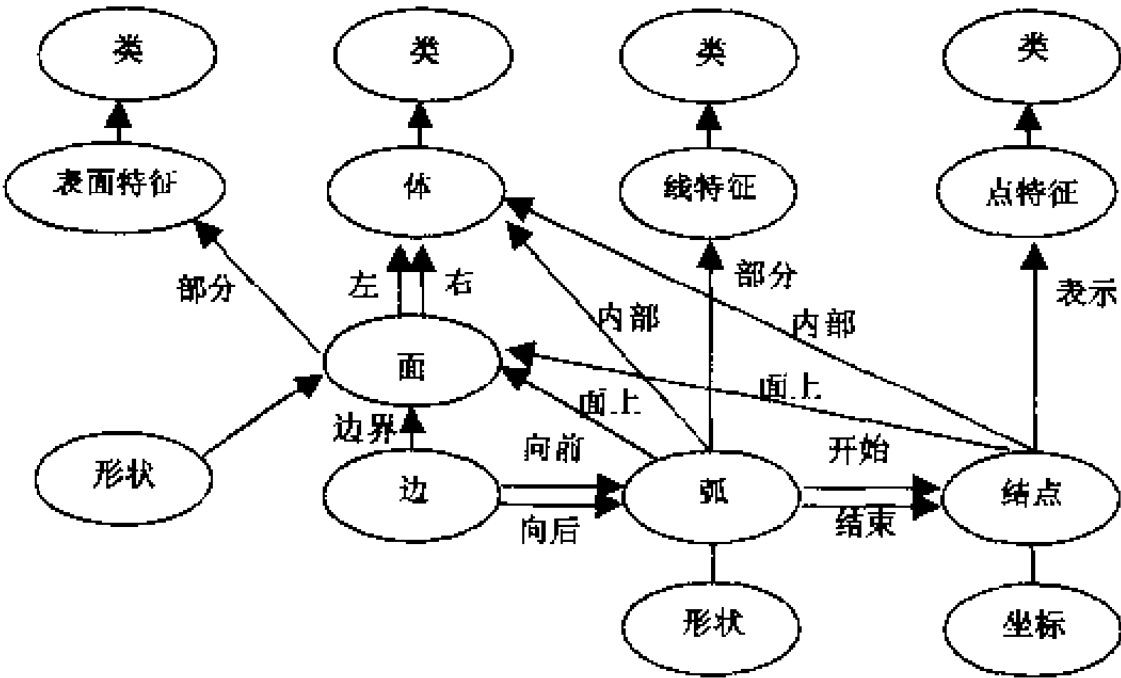 类
类
类
类
表面特征
体
线特征
点特征
部分
左
右
部分
表示
内部
内部
面
面上
面上
边界
向前
开始
形状
边
弧
结点
向后
结束
形状
坐标